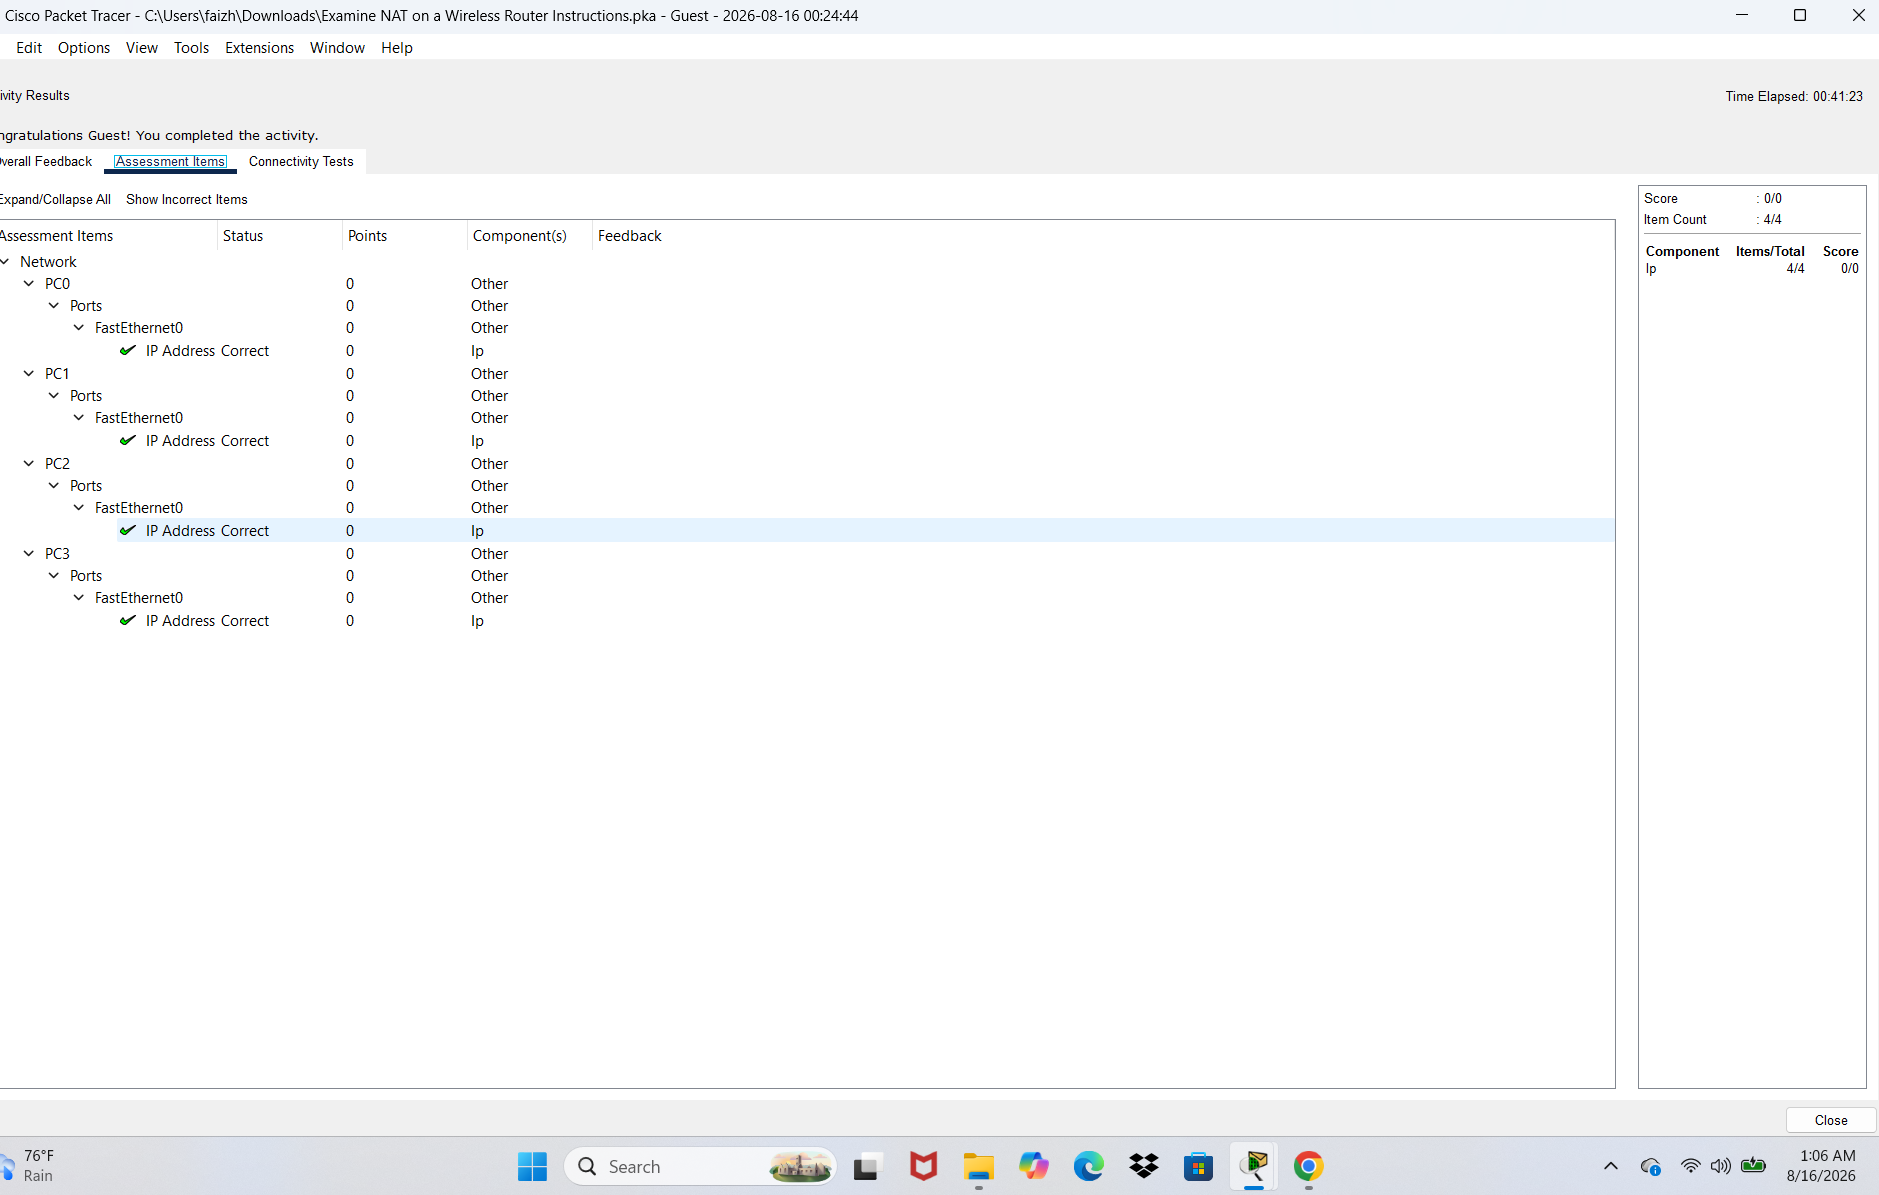 Cisco Packet Tracer - C:\Users\faizh\Downloads\Examine NAT on a Wireless Router Instructions.pka - Guest - 2026-08-16 00:24:44
Edit Options View Tools Extensions Window Help
ivity Results
Time Elapsed: 00:41:23
ngratulations Guest! You completed the activity.
verall Feedback Assessment Items Connectivity Tests
Expand/Collapse All Show Incorrect Items
Assessment Items Status Points Component(s) Feedback
Network
PC0 0 Other
Ports 0 Other
FastEthernet0 0 Other
IP Address Correct 0 Ip
PC1 0 Other
Ports 0 Other
FastEthernet0 0 Other
IP Address Correct 0 Ip
PC2 0 Other
Ports 0 Other
FastEthernet0 0 Other
IP Address Correct 0 Ip
PC3 0 Other
Ports 0 Other
FastEthernet0 0 Other
IP Address Correct 0 Ip
Score : 0/0
Item Count : 4/4
Component Items/Total Score
Ip 4/4 0/0
Close
76°F
Rain
Search
1:06 AM
8/16/2026